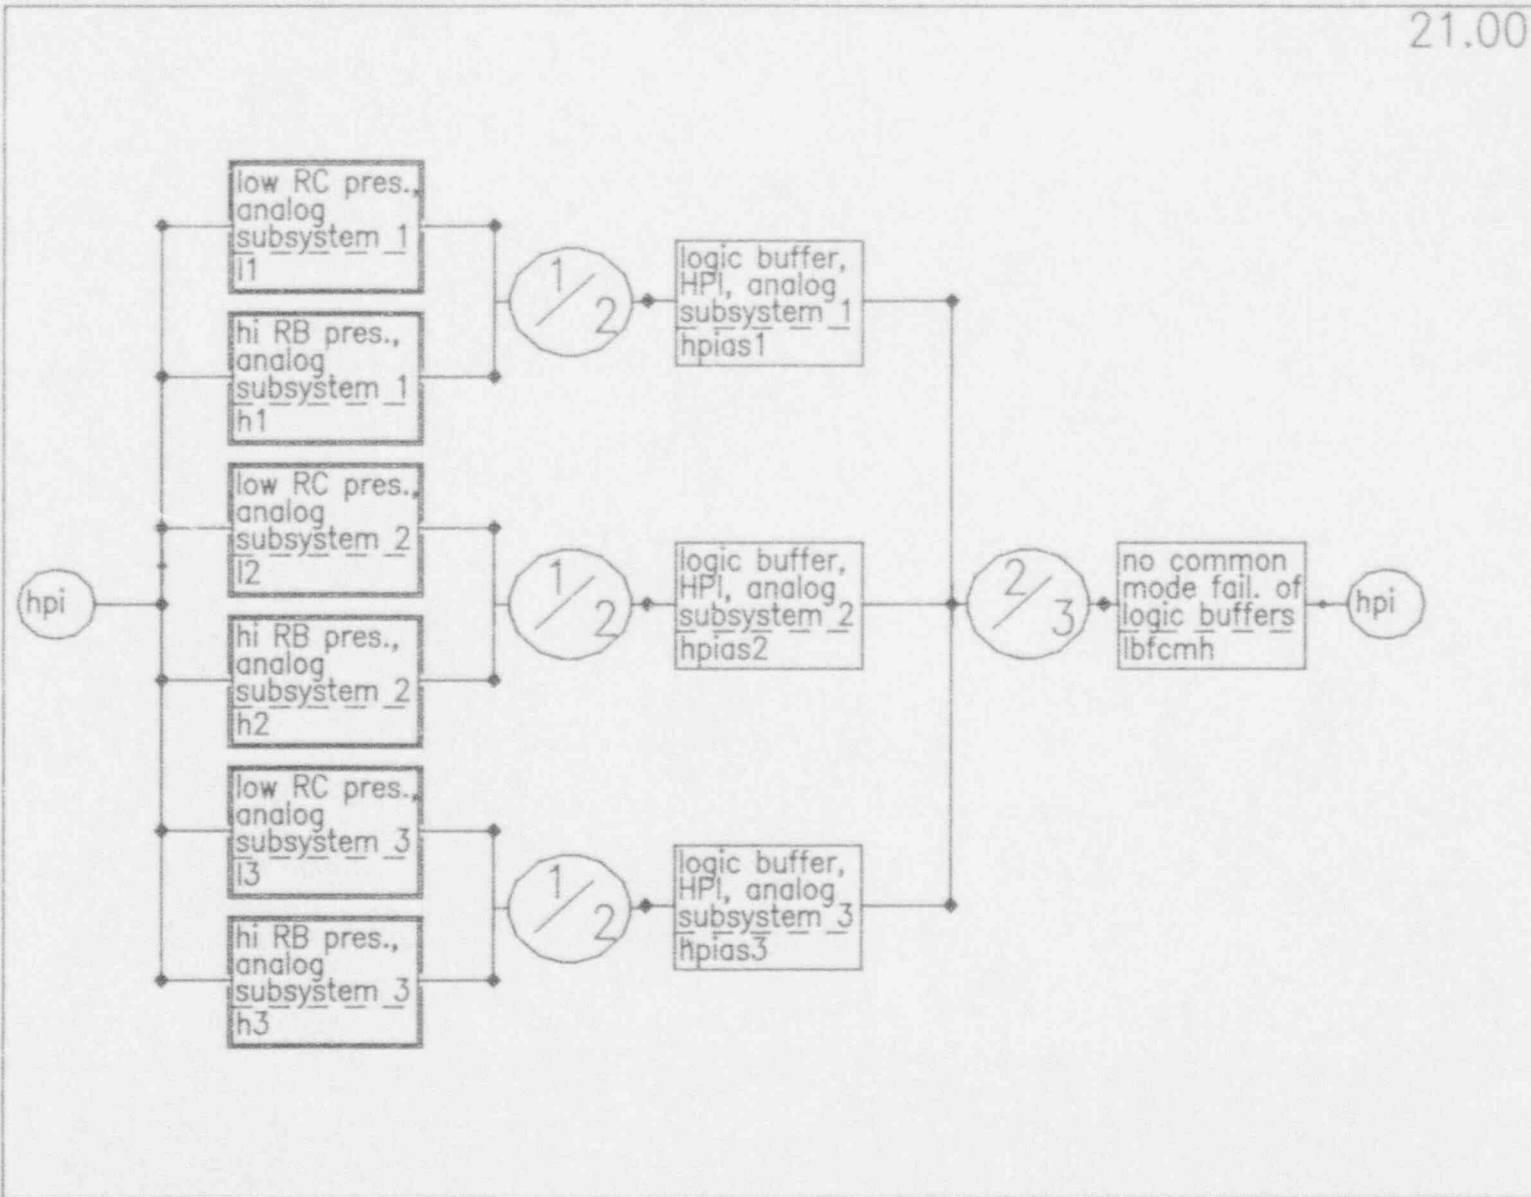 21.00
low RC pres.,
analog
subsystem 1
l1
hi RB pres.,
analog
subsystem 1
h1
1/2
logic buffer,
HPI, analog
subsystem 1
hpias1
low RC pres.,
analog
subsystem 2
l2
hpi
hi RB pres.,
analog
subsystem 2
h2
1/2
logic buffer,
HPI, analog
subsystem 2
hpias2
2/3
no common
mode fail. of
logic buffers
lbfcmh
hpi
low RC pres.,
analog
subsystem 3
l3
hi RB pres.,
analog
subsystem 3
h3
1/2
logic buffer,
HPI, analog
subsystem 3
hpias3